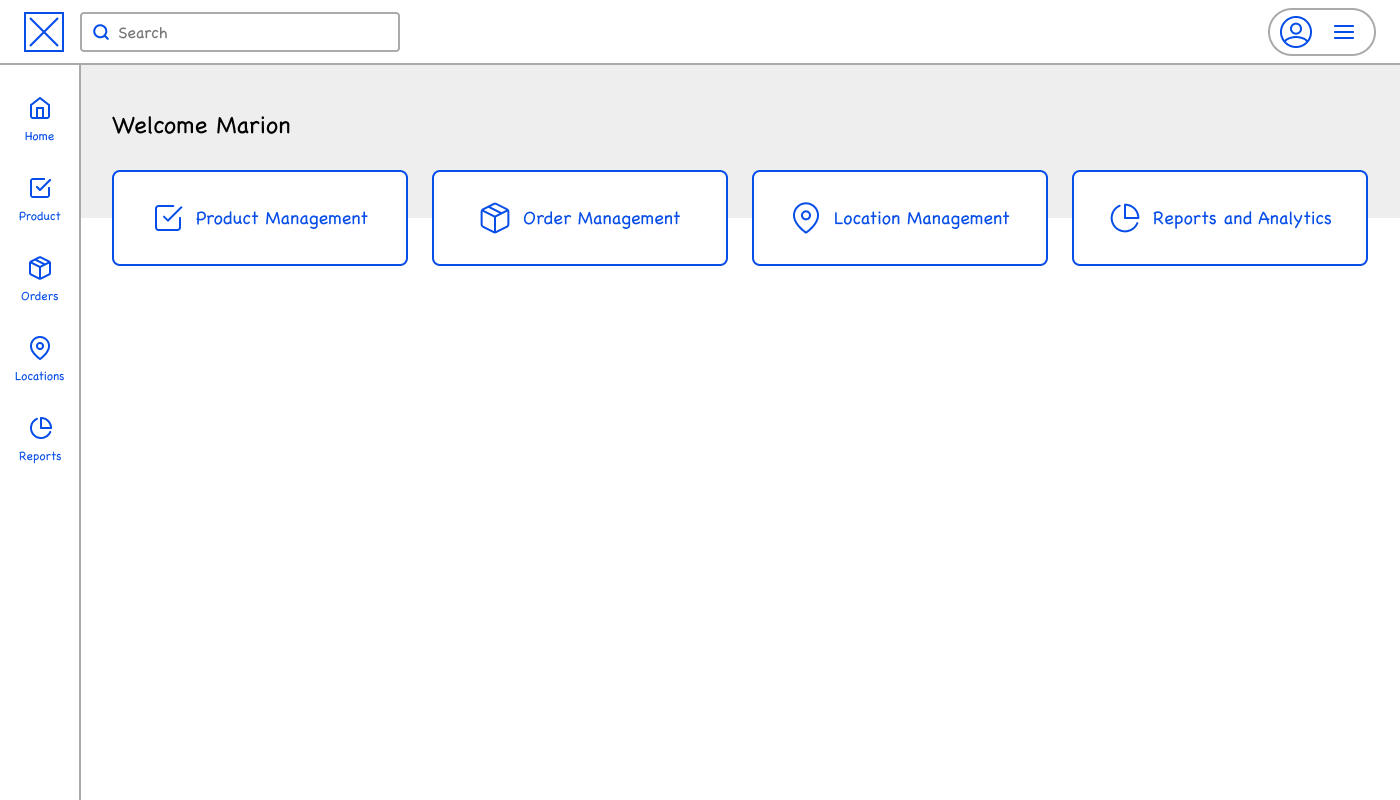 Search
Home
Product
Orders
Locations
Reports
Welcome Marion
Product Management
Order Management
Location Management
Reports and Analytics